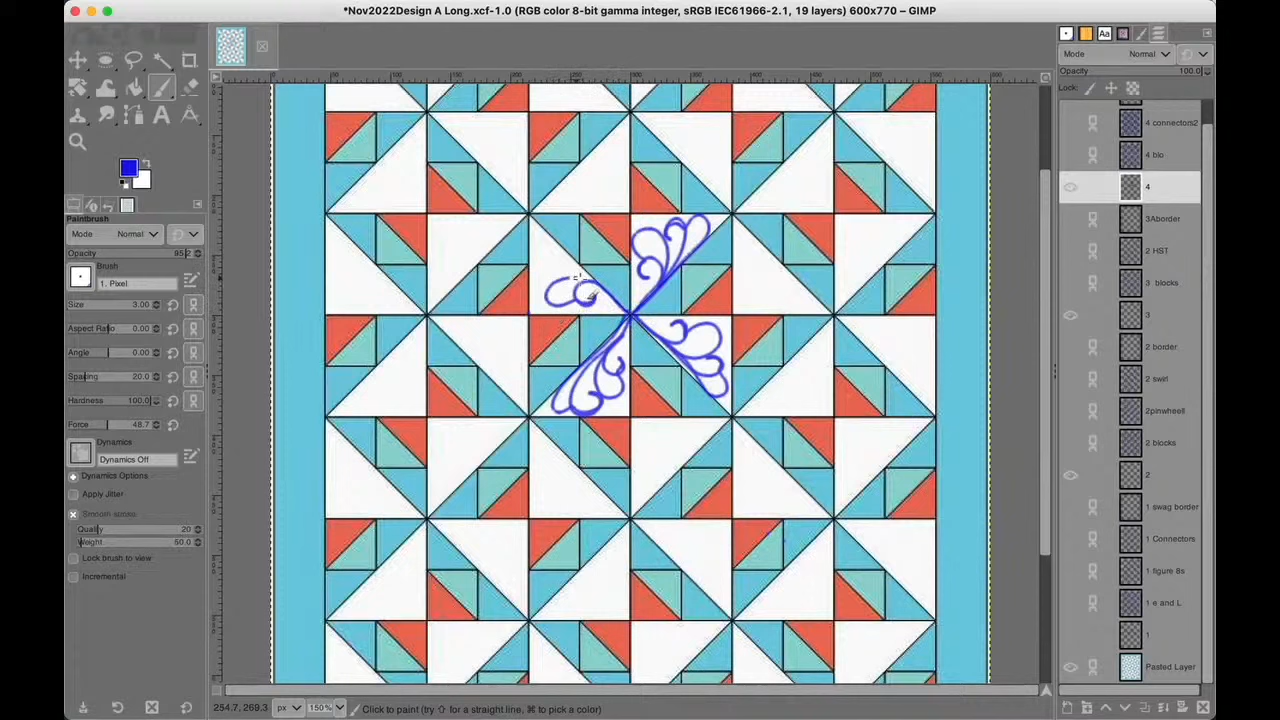 *Nov2022Design A Long.xcf-1.0 (RGB color 8-bit gamma integer, sRGB IEC61966-2.1, 19 layers) 600x770 – GIMP
Paintbrush
Mode Normal
Opacity 95.2
Brush
1. Pixel
Size 3.00
Aspect Ratio 0.00
Angle 0.00
Spacing 20.0
Hardness 100.0
Force 48.7
Dynamics
Dynamics Off
Dynamics Options
Apply Jitter
Smooth stroke
Quality 20
Weight 50.0
Lock brush to view
Incremental
Aa
Mode Normal
Opacity 100.0
Lock:
4 connectors2
4 blo
4
3Aborder
2 HST
3 blocks
3
2 border
2 swirl
2pinwheell
2 blocks
2
1 swag border
1 Connectors
1 figure 8s
1 e and L
1
Pasted Layer
254.7, 269.3 px 150% Click to paint (try ⇧ for a straight line, ⌘ to pick a color)